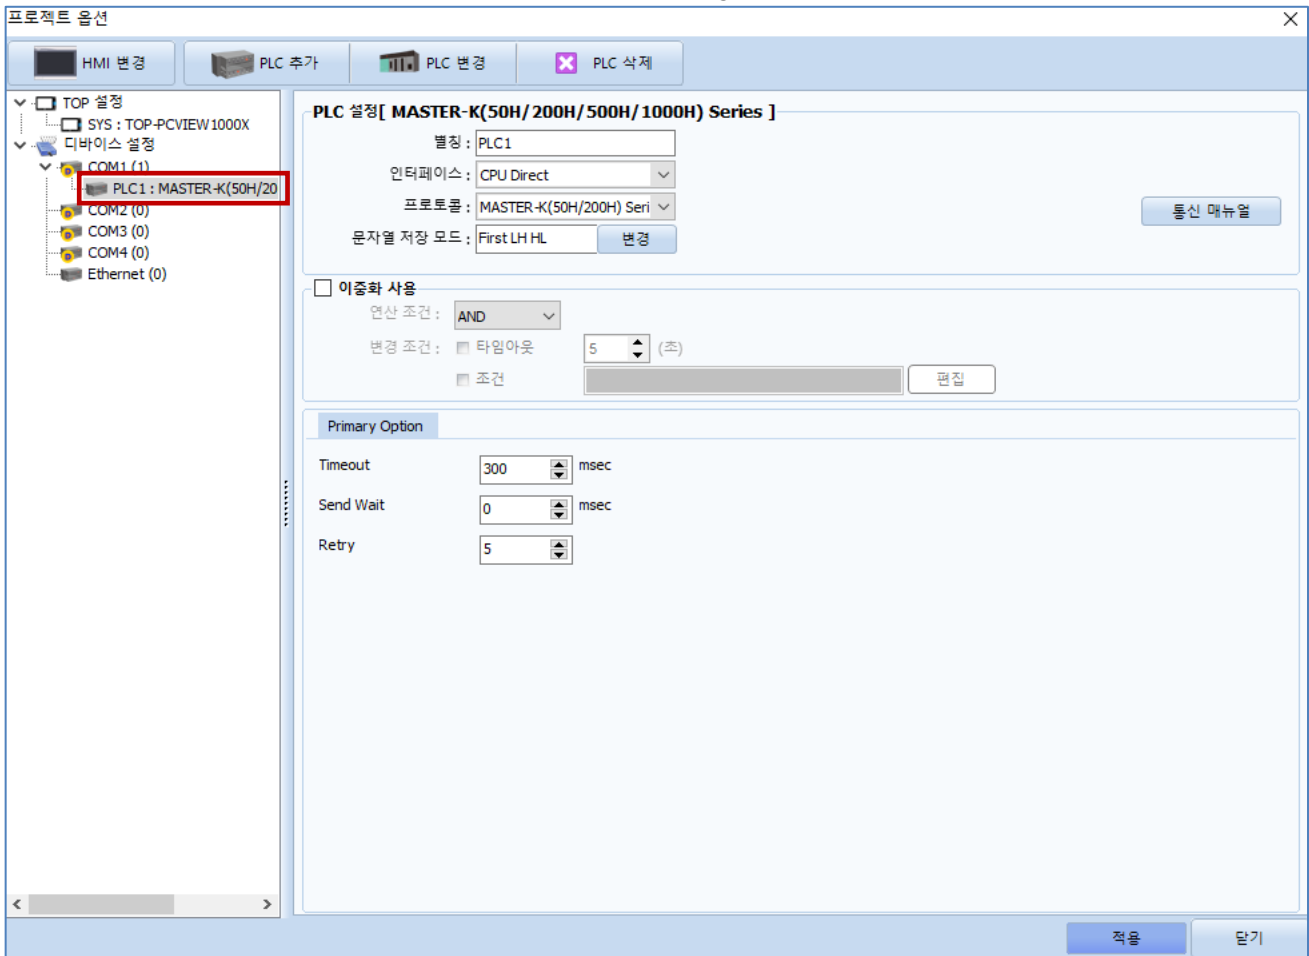 프로젝트 옵션
HMI 변경
PLC 추가
PLC 변경
PLC 삭제
TOP 설정
SYS : TOP-PCVIEW1000X
디바이스 설정
COM1 (1)
PLC1 : MASTER-K(50H/20
COM2 (0)
COM3 (0)
COM4 (0)
Ethernet (0)
PLC 설정[ MASTER-K(50H/200H/500H/1000H) Series ]
별칭 : PLC1
인터페이스 : CPU Direct
프로토콜 : MASTER-K(50H/200H) Seri
통신 매뉴얼
문자열 저장 모드 : First LH HL 변경
이중화 사용
연산 조건 : AND
변경 조건 : 타임아웃 5 (초)
조건 편집
Primary Option
Timeout 300 msec
Send Wait 0 msec
Retry 5
적용 닫기